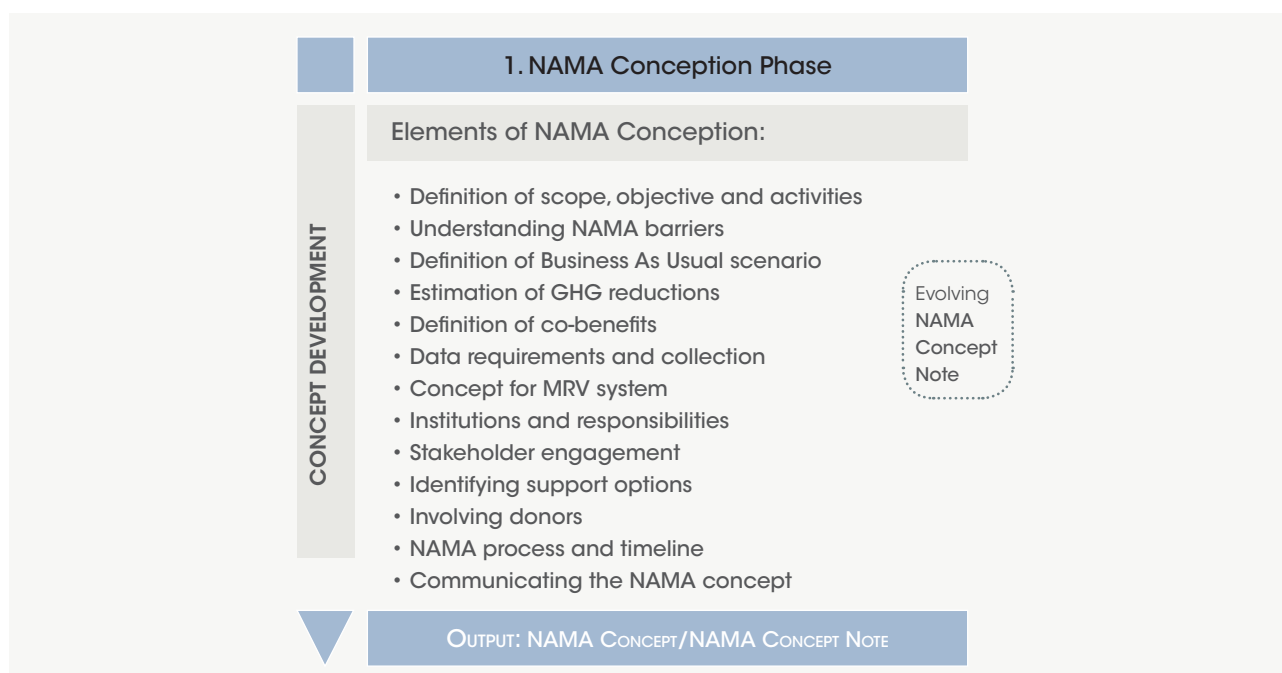 1. NAMA Conception Phase
Elements of NAMA Conception:
CONCEPT DEVELOPMENT
• Definition of scope, objective and activities
• Understanding NAMA barriers
• Definition of Business As Usual scenario
• Estimation of GHG reductions
• Definition of co-benefits
• Data requirements and collection
• Concept for MRV system
• Institutions and responsibilities
• Stakeholder engagement
• Identifying support options
• Involving donors
• NAMA process and timeline
• Communicating the NAMA concept
Evolving
NAMA
Concept
Note
OUTPUT: NAMA CONCEPT/NAMA CONCEPT NOTE